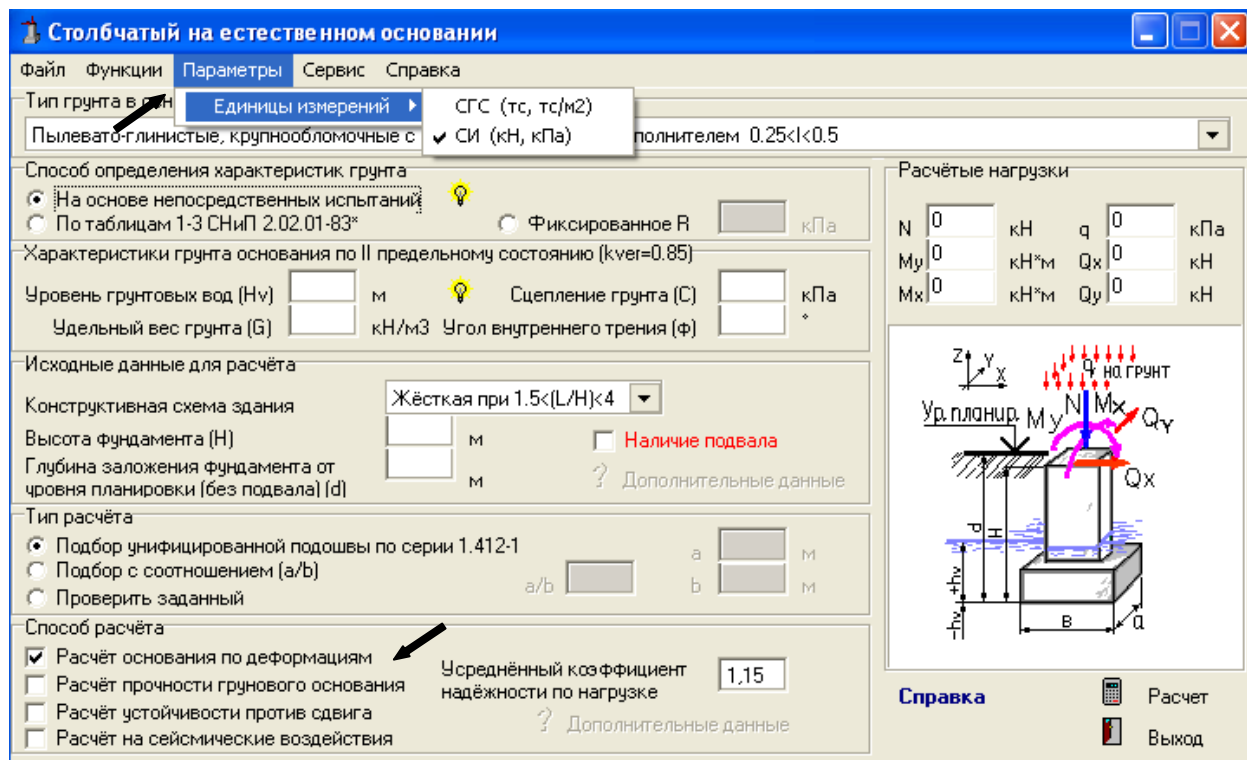 Столбчатый на естественном основании
Файл Функции Параметры Сервис Справка
Тип грунта в
Единицы измерений
СГС (тс, тс/м2)
СИ (кН, кПа)
Пылевато-глинистые, крупнообломочные с полнителем 0.25<I<0.5
Способ определения характеристик грунта
На основе непосредственных испытаний
По таблицам 1-3 СНиП 2.02.01-83*
Фиксированное R кПа
Характеристики грунта основания по II предельному состоянию (kver=0.85)
Уровень грунтовых вод (Hv) м Сцепление грунта (C) кПа
Удельный вес грунта (G) кН/м3 Угол внутреннего трения (φ) °
Исходные данные для расчёта
Конструктивная схема здания Жёсткая при 1.5<(L/H)<4
Высота фундамента (H) м Наличие подвала
Глубина заложения фундамента от
уровня планировки (без подвала) (d) м ? Дополнительные данные
Тип расчёта
Подбор унифицированной подошвы по серии 1.412-1 a м
Подбор с соотношением (a/b) a/b b м
Проверить заданный
Способ расчёта
Расчёт основания по деформациям
Расчёт прочности грунового основания
Расчёт устойчивости против сдвига
Расчёт на сейсмические воздействия
Усреднённый коэффициент
надёжности по нагрузке 1,15
? Дополнительные данные
Расчётые нагрузки
N 0 кН q 0 кПа
My 0 кН*м Qx 0 кН
Mx 0 кН*м Qy 0 кН
Z Y X
q на грунт
Ур. планир. My N Mx QY
Qx
d H
+hv
-hv
B a
Справка Расчет
Выход